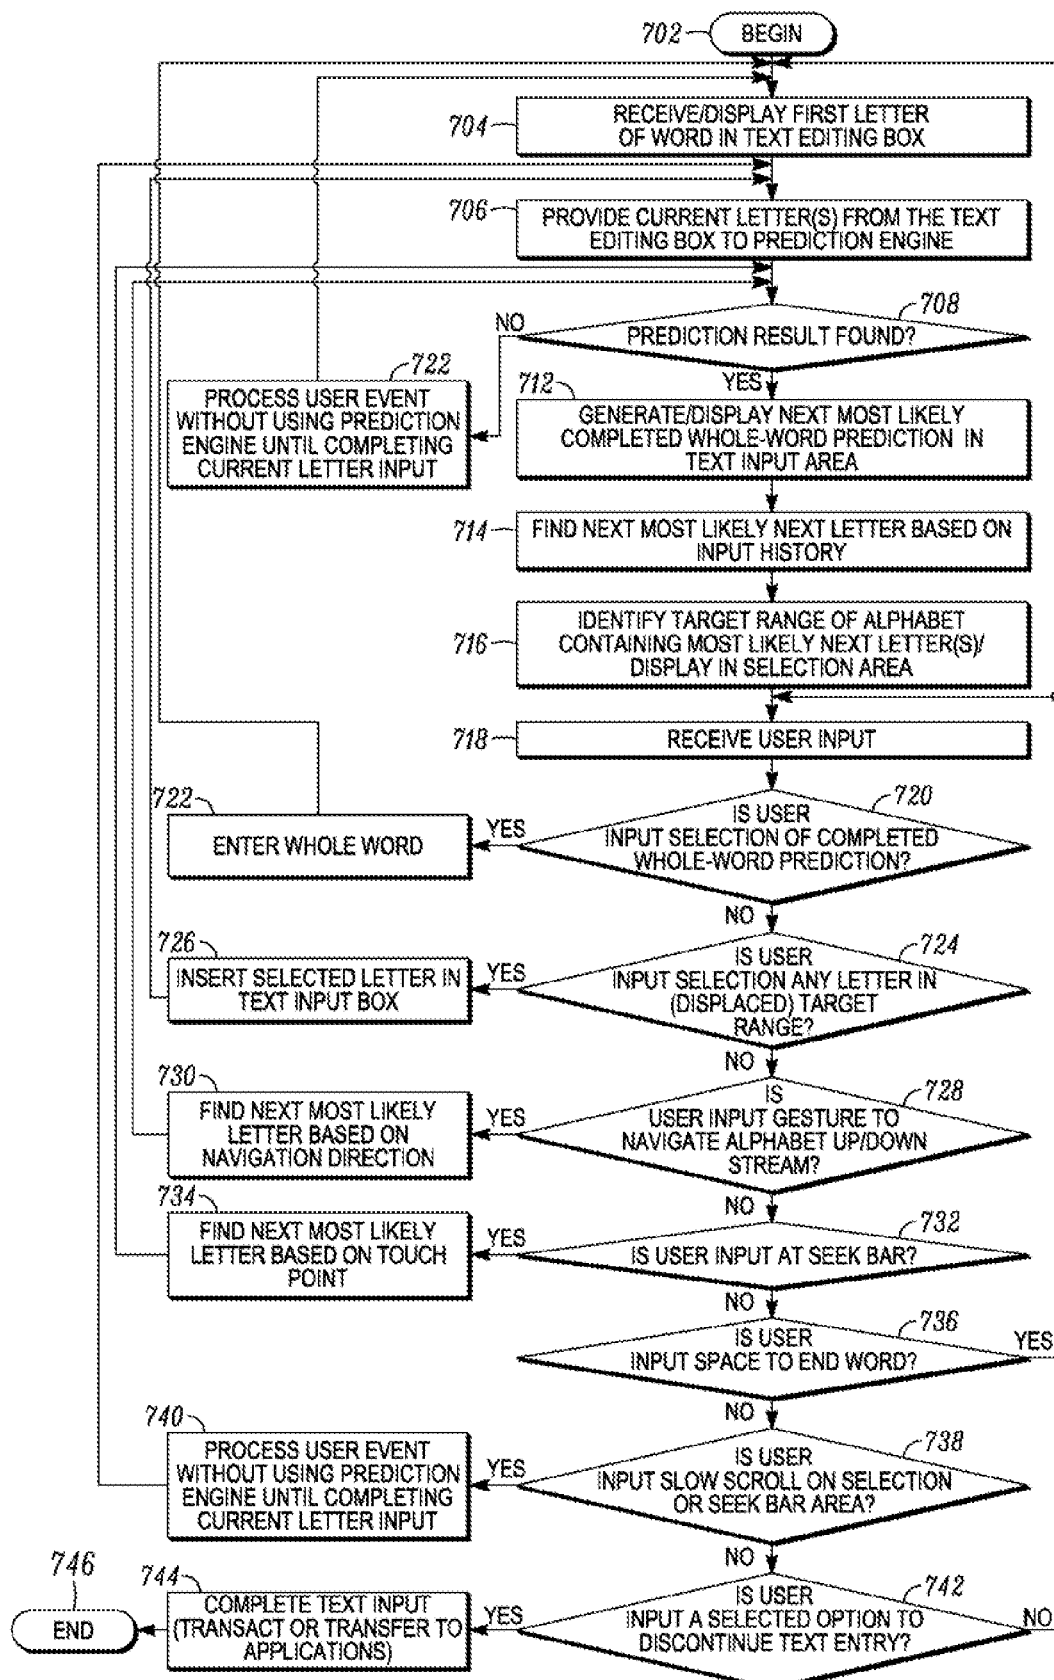 702
BEGIN
704
RECEIVE/DISPLAY FIRST LETTER
OF WORD IN TEXT EDITING BOX
706
PROVIDE CURRENT LETTER(S) FROM THE TEXT
EDITING BOX TO PREDICTION ENGINE
708
NO
PREDICTION RESULT FOUND?
722
PROCESS USER EVENT
WITHOUT USING PREDICTION
ENGINE UNTIL COMPLETING
CURRENT LETTER INPUT
YES
712
GENERATE/DISPLAY NEXT MOST LIKELY
COMPLETED WHOLE-WORD PREDICTION IN
TEXT INPUT AREA
714
FIND NEXT MOST LIKELY NEXT LETTER BASED ON
INPUT HISTORY
716
IDENTIFY TARGET RANGE OF ALPHABET
CONTAINING MOST LIKELY NEXT LETTER(S)/
DISPLAY IN SELECTION AREA
718
RECEIVE USER INPUT
720
IS USER
INPUT SELECTION OF COMPLETED
WHOLE-WORD PREDICTION?
YES
722
ENTER WHOLE WORD
NO
724
IS USER
INPUT SELECTION ANY LETTER IN
(DISPLACED) TARGET
RANGE?
YES
726
INSERT SELECTED LETTER IN
TEXT INPUT BOX
NO
728
IS
USER INPUT GESTURE TO
NAVIGATE ALPHABET UP/DOWN
STREAM?
YES
730
FIND NEXT MOST LIKELY
LETTER BASED ON
NAVIGATION DIRECTION
NO
732
IS USER INPUT AT SEEK BAR?
YES
734
FIND NEXT MOST LIKELY
LETTER BASED ON TOUCH
POINT
NO
736
IS USER
INPUT SPACE TO END WORD?
YES
NO
738
IS USER
INPUT SLOW SCROLL ON SELECTION
OR SEEK BAR AREA?
YES
740
PROCESS USER EVENT
WITHOUT USING PREDICTION
ENGINE UNTIL COMPLETING
CURRENT LETTER INPUT
NO
742
IS USER
INPUT A SELECTED OPTION TO
DISCONTINUE TEXT ENTRY?
NO
YES
744
COMPLETE TEXT INPUT
(TRANSACT OR TRANSFER TO
APPLICATIONS)
746
END